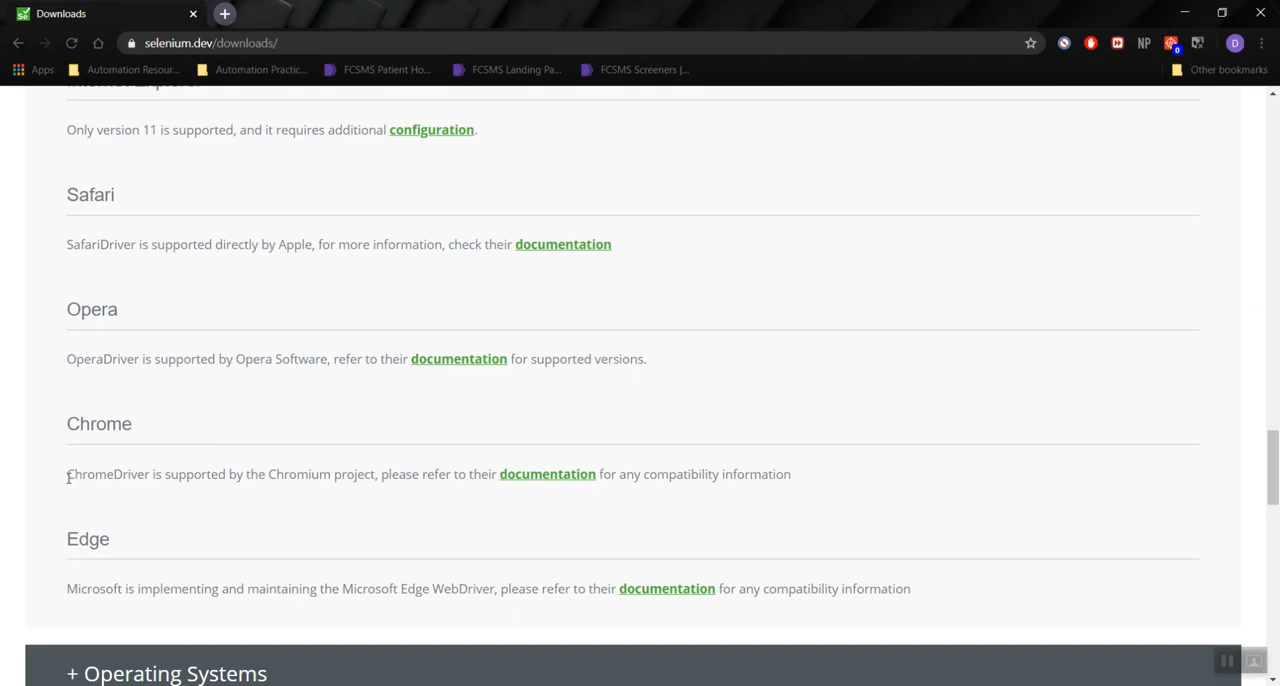 Downloads
selenium.dev/downloads/
NP
0
D
Apps
Automation Resour...
Automation Practic...
FCSMS Patient Ho...
FCSMS Landing Pa...
FCSMS Screeners |...
Other bookmarks
Internet Explorer
Only version 11 is supported, and it requires additional configuration.
Safari
SafariDriver is supported directly by Apple, for more information, check their documentation
Opera
OperaDriver is supported by Opera Software, refer to their documentation for supported versions.
Chrome
ChromeDriver is supported by the Chromium project, please refer to their documentation for any compatibility information
Edge
Microsoft is implementing and maintaining the Microsoft Edge WebDriver, please refer to their documentation for any compatibility information
+ Operating Systems